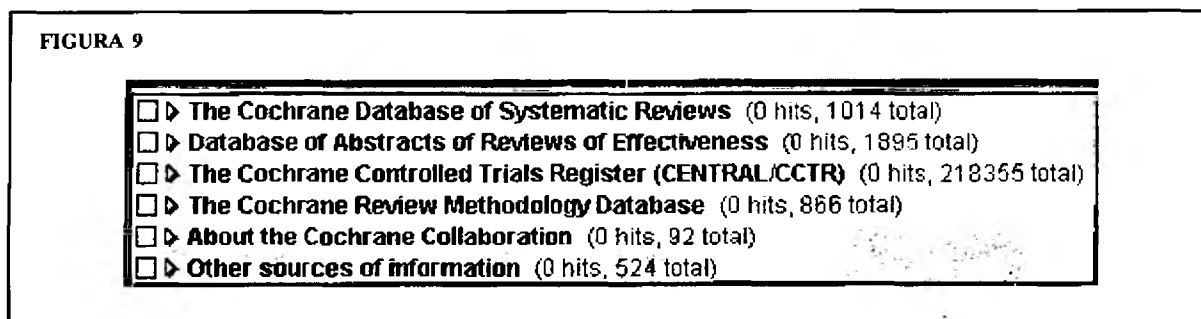 FIGURA 9
The Cochrane Database of Systematic Reviews (0 hits, 1014 total)
Database of Abstracts of Reviews of Effectiveness (0 hits, 1895 total)
The Cochrane Controlled Trials Register (CENTRAL/CCTR) (0 hits, 218355 total)
The Cochrane Review Methodology Database (0 hits, 866 total)
About the Cochrane Collaboration (0 hits, 92 total)
Other sources of information (0 hits, 524 total)